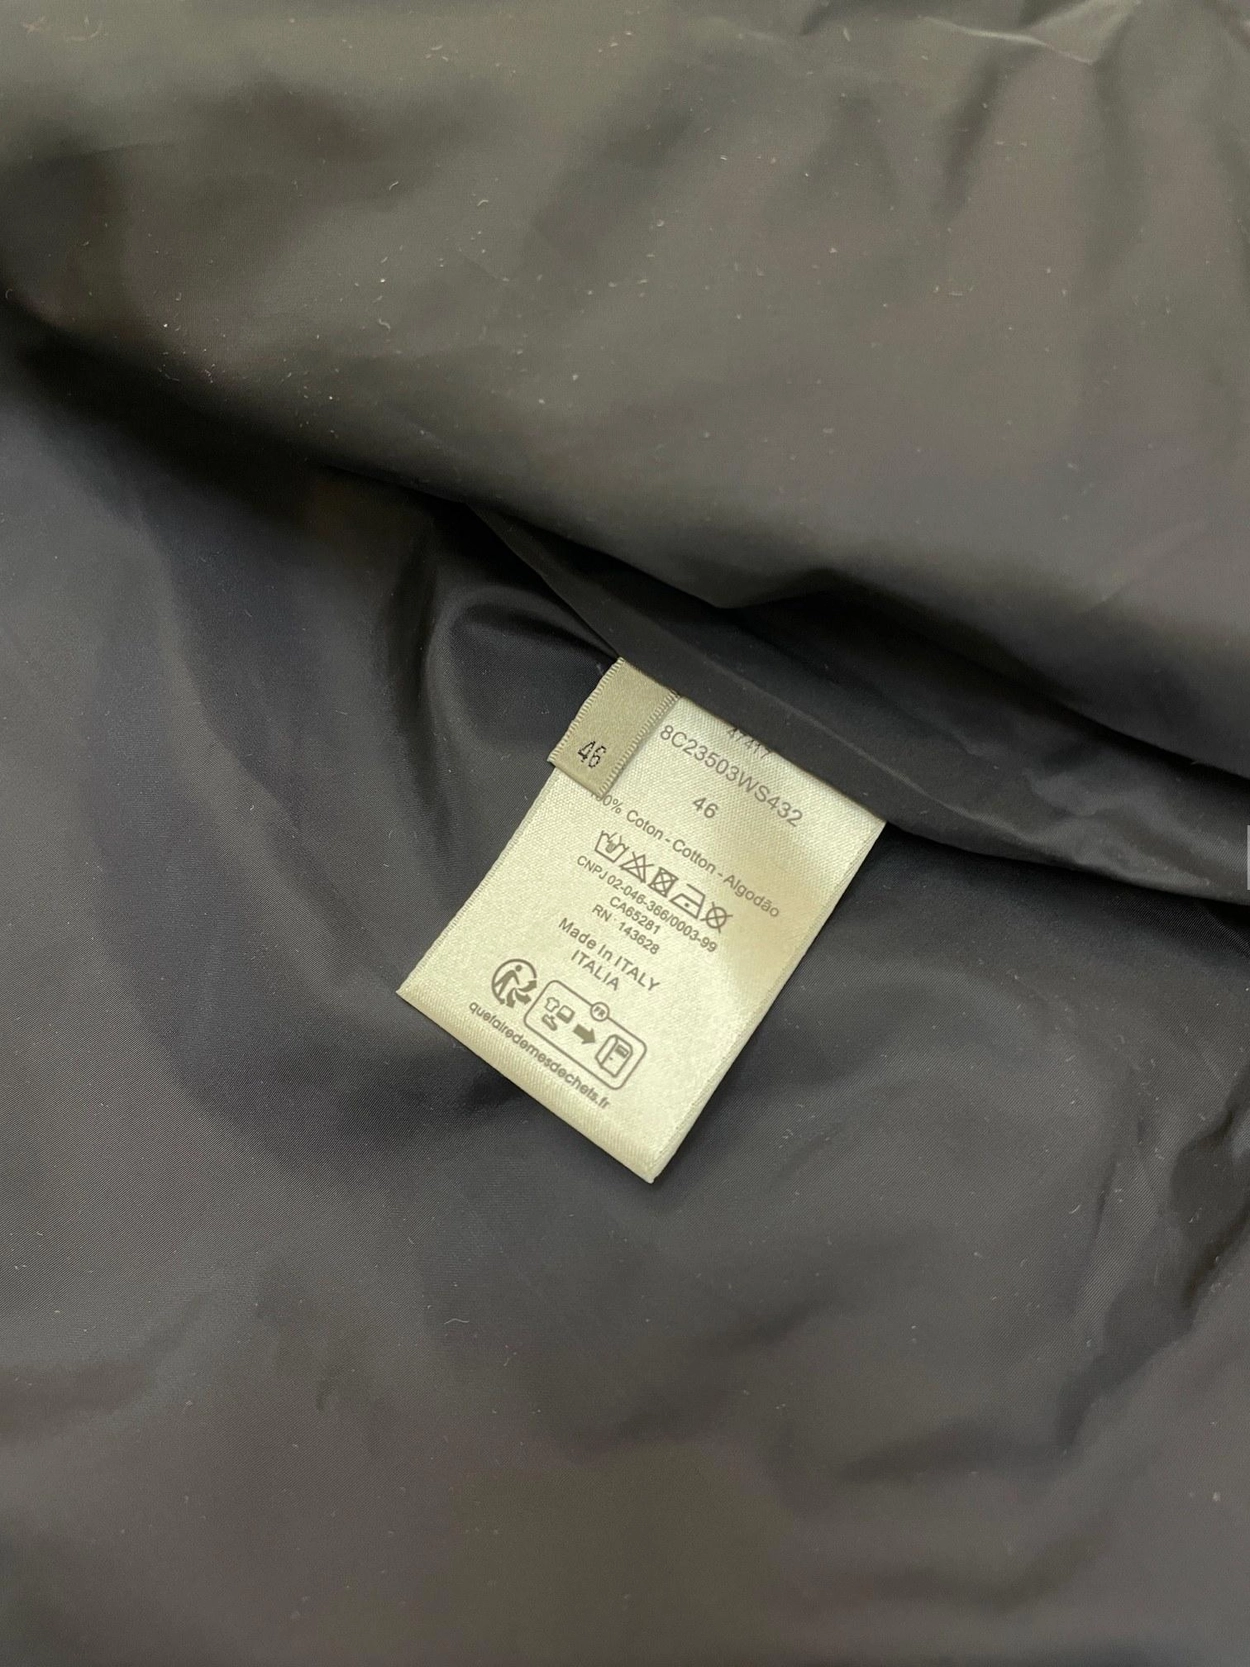 46
8C23503WS432
46
Coton - Cotton - Algodão
CNPJ 02-046-366/0003-99
CA65281
RN 143628
Made In ITALY
ITALIA
FR
quefairedemesdechets.fr